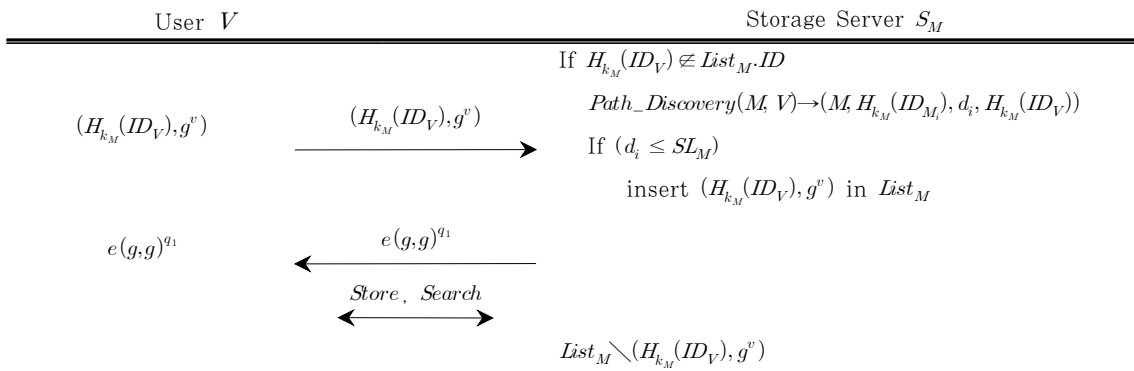 User V Storage Server S_M
If H_{k_M}(ID_V) ∉ List_M.ID
Path_Discovery(M, V)→(M, H_{k_M}(ID_{M_i}), d_i, H_{k_M}(ID_V))
(H_{k_M}(ID_V), g^v) (H_{k_M}(ID_V), g^v)
If (d_i ≤ SL_M)
insert (H_{k_M}(ID_V), g^v) in List_M
e(g,g)^{q_1} e(g,g)^{q_1}
Store, Search
List_M╲(H_{k_M}(ID_V), g^v)